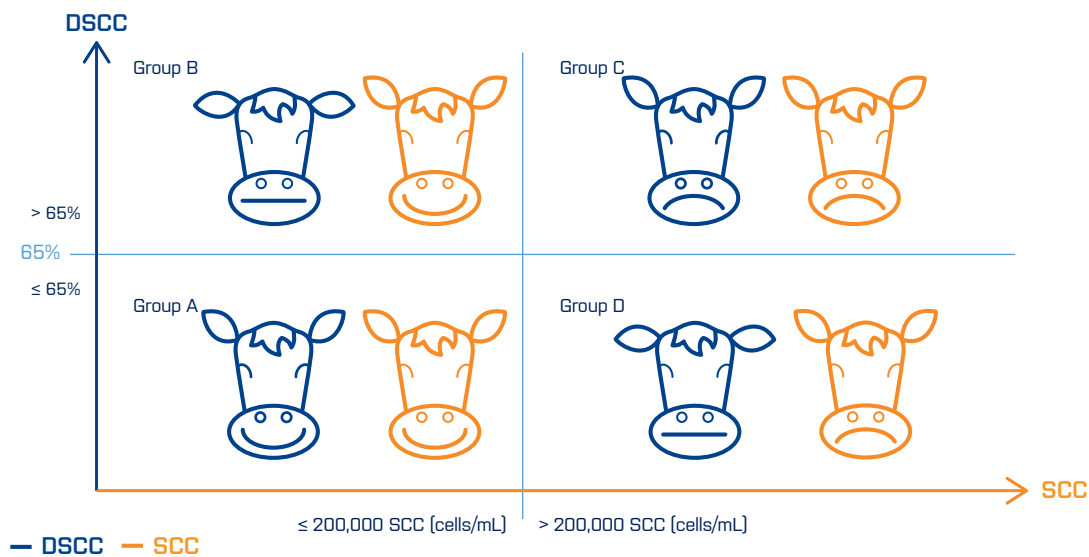 DSCC
Group B
Group C
> 65%
65%
≤ 65%
Group A
Group D
SCC
≤ 200,000 SCC (cells/mL)
> 200,000 SCC (cells/mL)
DSCC
SCC